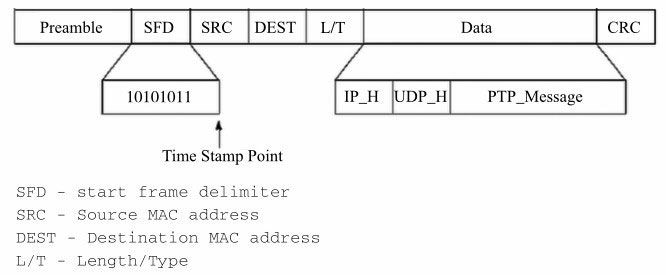 Preamble SFD SRC DEST L/T Data CRC
10101011 IP_H UDP_H PTP_Message
Time Stamp Point
SFD - start frame delimiter
SRC - Source MAC address
DEST - Destination MAC address
L/T - Length/Type